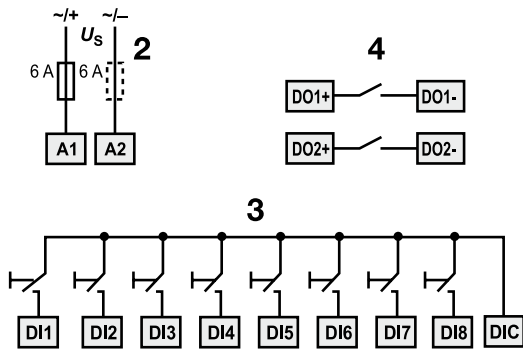 ~/+ ~/–
U_S 2 4
6 A 6 A
DO1+ DO1-
A1 A2
DO2+ DO2-
3
DI1 DI2 DI3 DI4 DI5 DI6 DI7 DI8 DIC